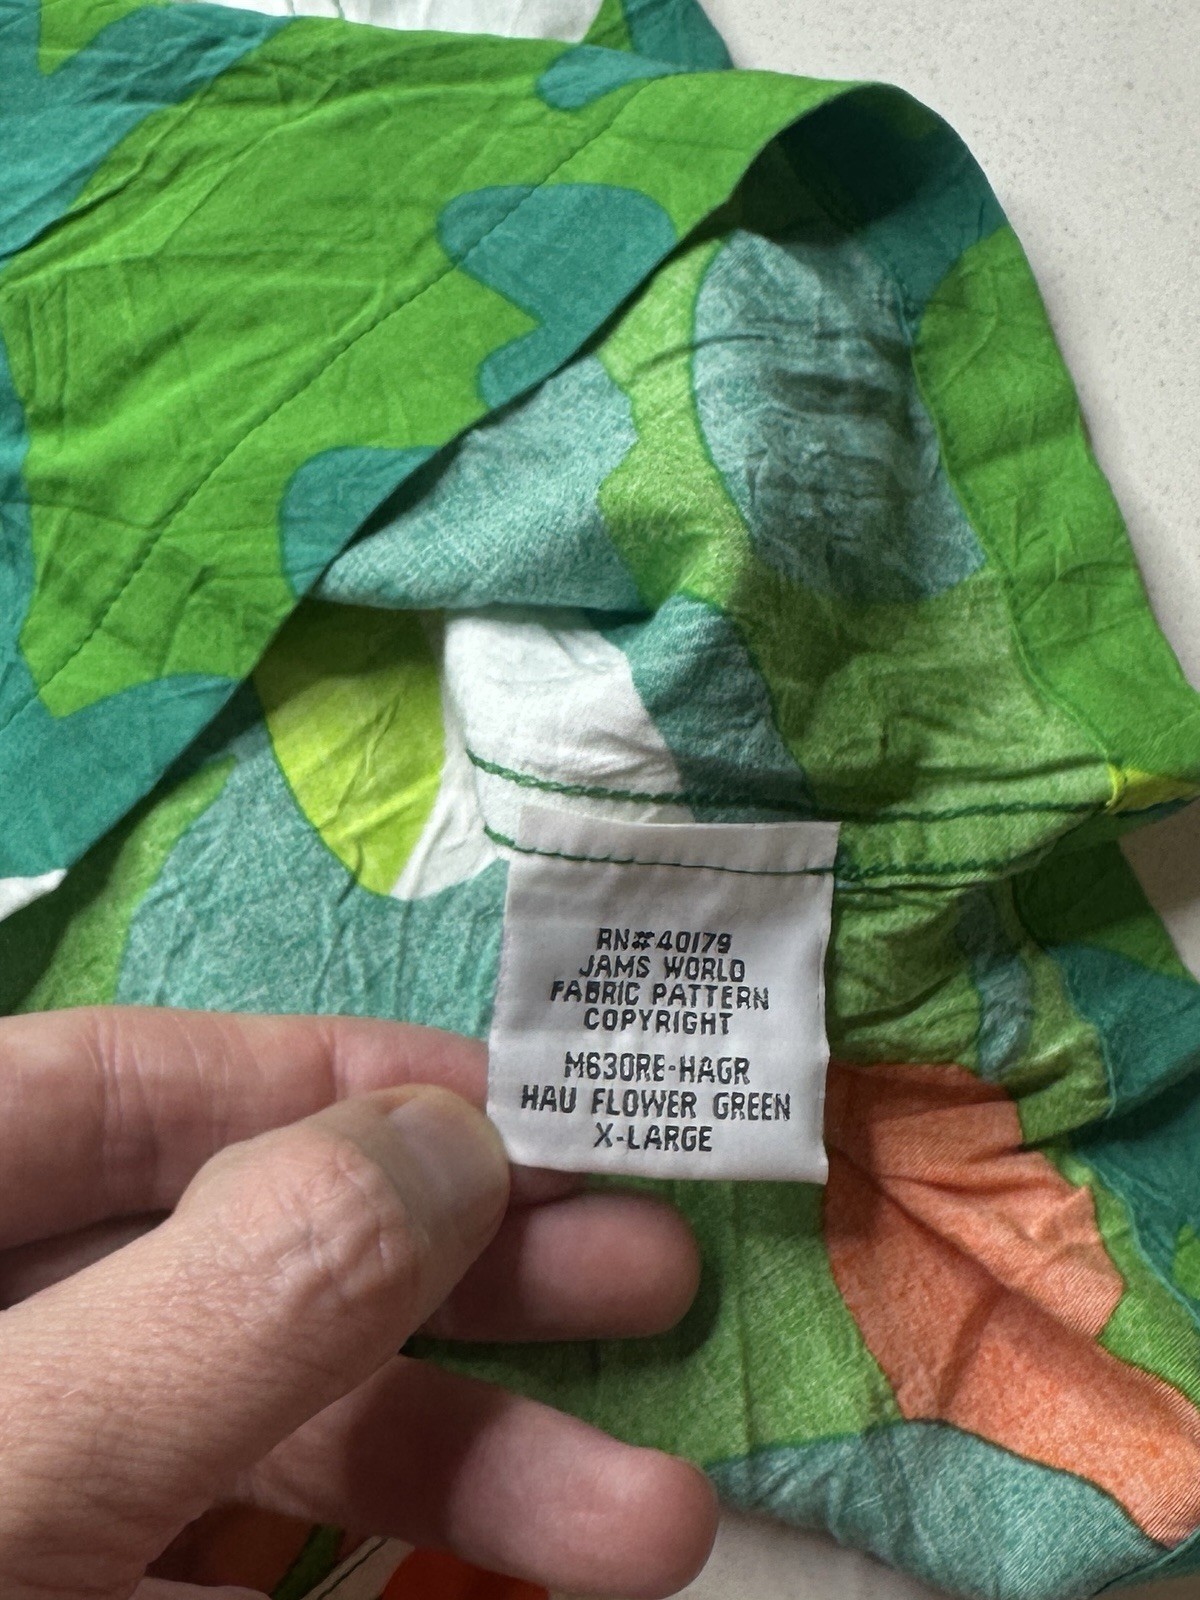 RN#40179
JAMS WORLD
FABRIC PATTERN
COPYRIGHT
M630RE-HAGR
HAU FLOWER GREEN
X-LARGE